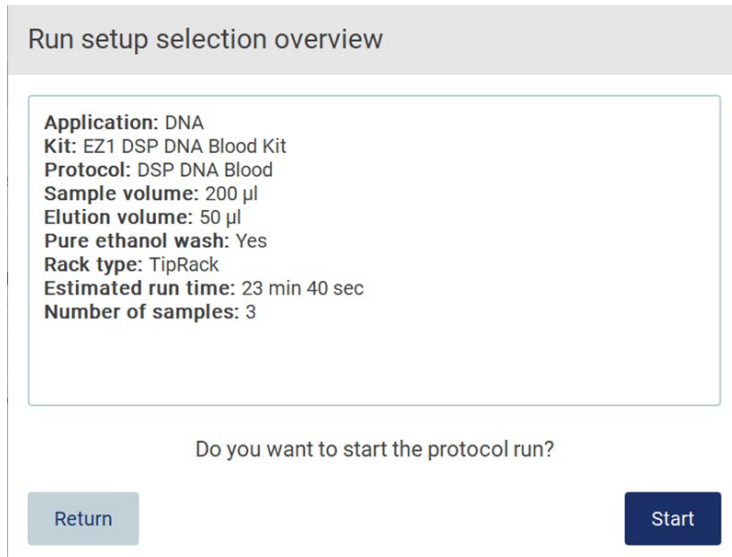 Run setup selection overview
Application: DNA
Kit: EZ1 DSP DNA Blood Kit
Protocol: DSP DNA Blood
Sample volume: 200 µl
Elution volume: 50 µl
Pure ethanol wash: Yes
Rack type: TipRack
Estimated run time: 23 min 40 sec
Number of samples: 3
Do you want to start the protocol run?
Return
Start